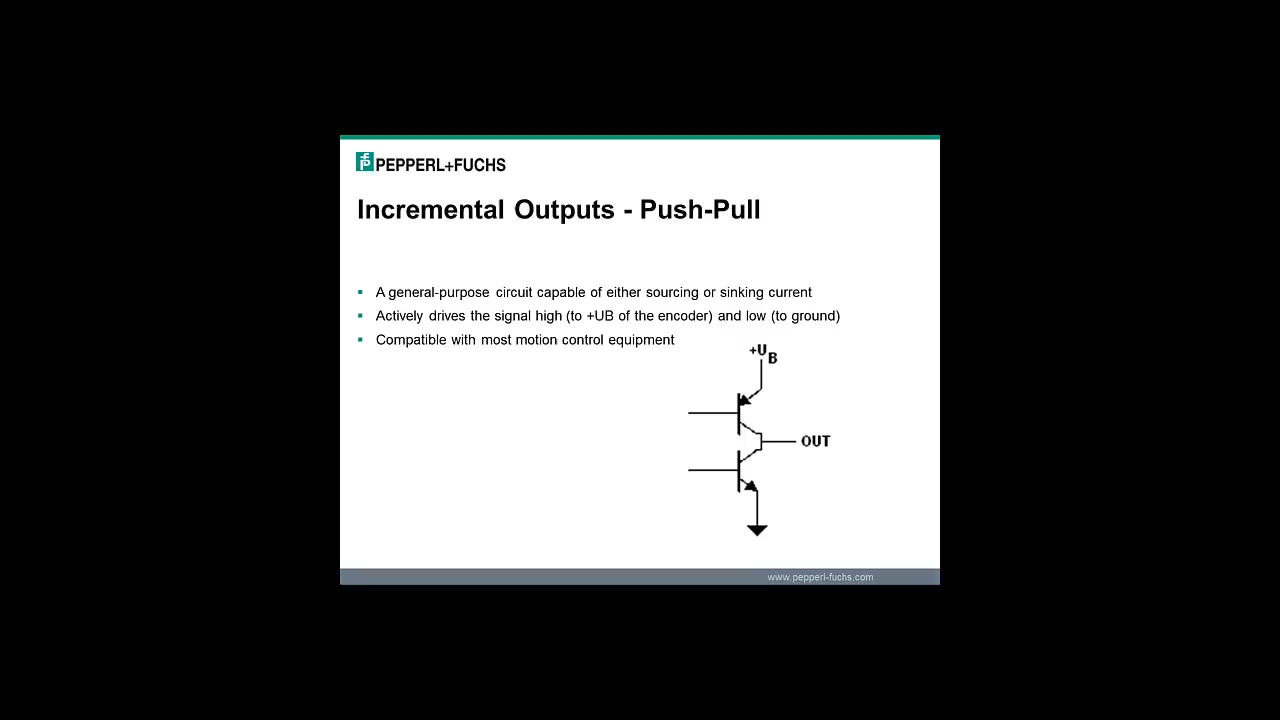 PEPPERL+FUCHS
Incremental Outputs - Push-Pull
A general-purpose circuit capable of either sourcing or sinking current
Actively drives the signal high (to +UB of the encoder) and low (to ground)
Compatible with most motion control equipment
+UB
OUT
www.pepperl-fuchs.com